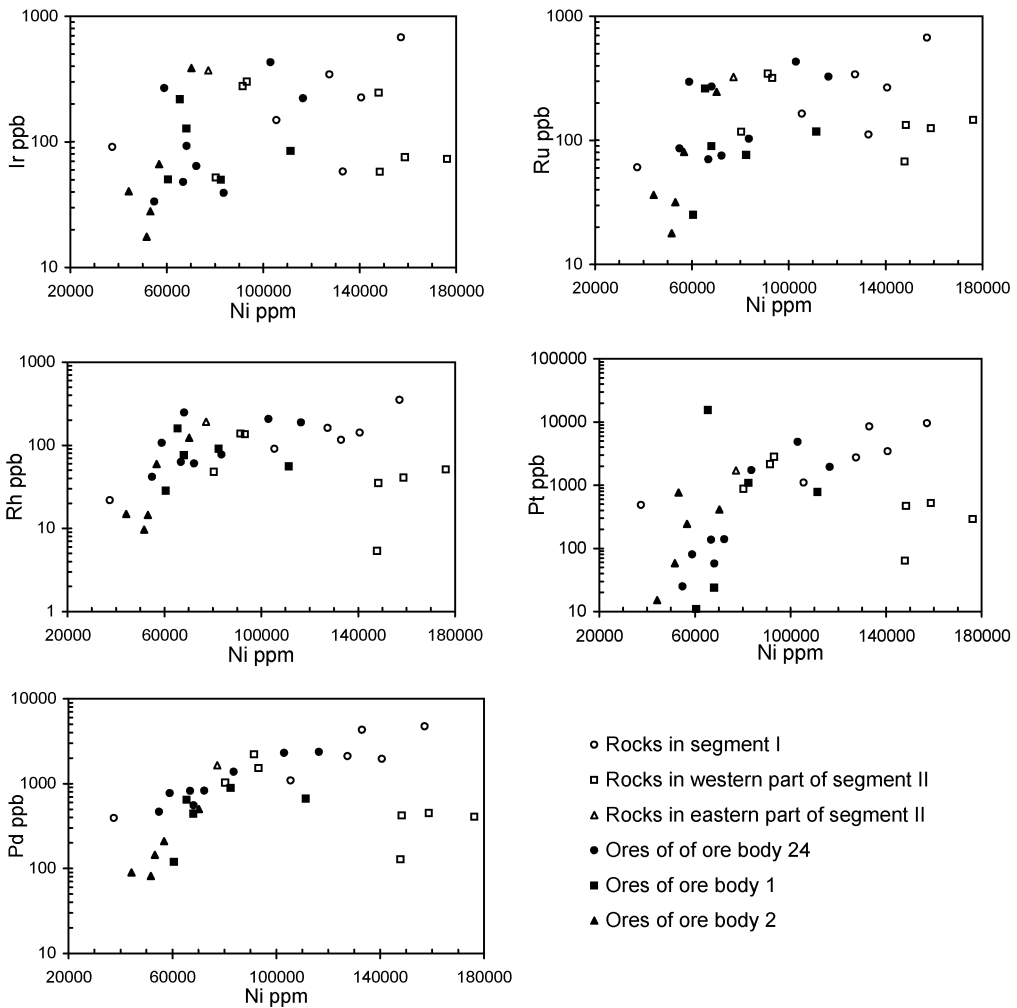 1000
100
10
Ir ppb
20000 60000 100000 140000 180000
Ni ppm
1000
100
10
Ru ppb
20000 60000 100000 140000 180000
Ni ppm
1000
100
10
1
Rh ppb
20000 60000 100000 140000 180000
Ni ppm
100000
10000
1000
100
10
Pt ppb
20000 60000 100000 140000 180000
Ni ppm
10000
1000
100
10
Pd ppb
20000 60000 100000 140000 180000
Ni ppm
Rocks in segment I
Rocks in western part of segment II
Rocks in eastern part of segment II
Ores of of ore body 24
Ores of ore body 1
Ores of ore body 2